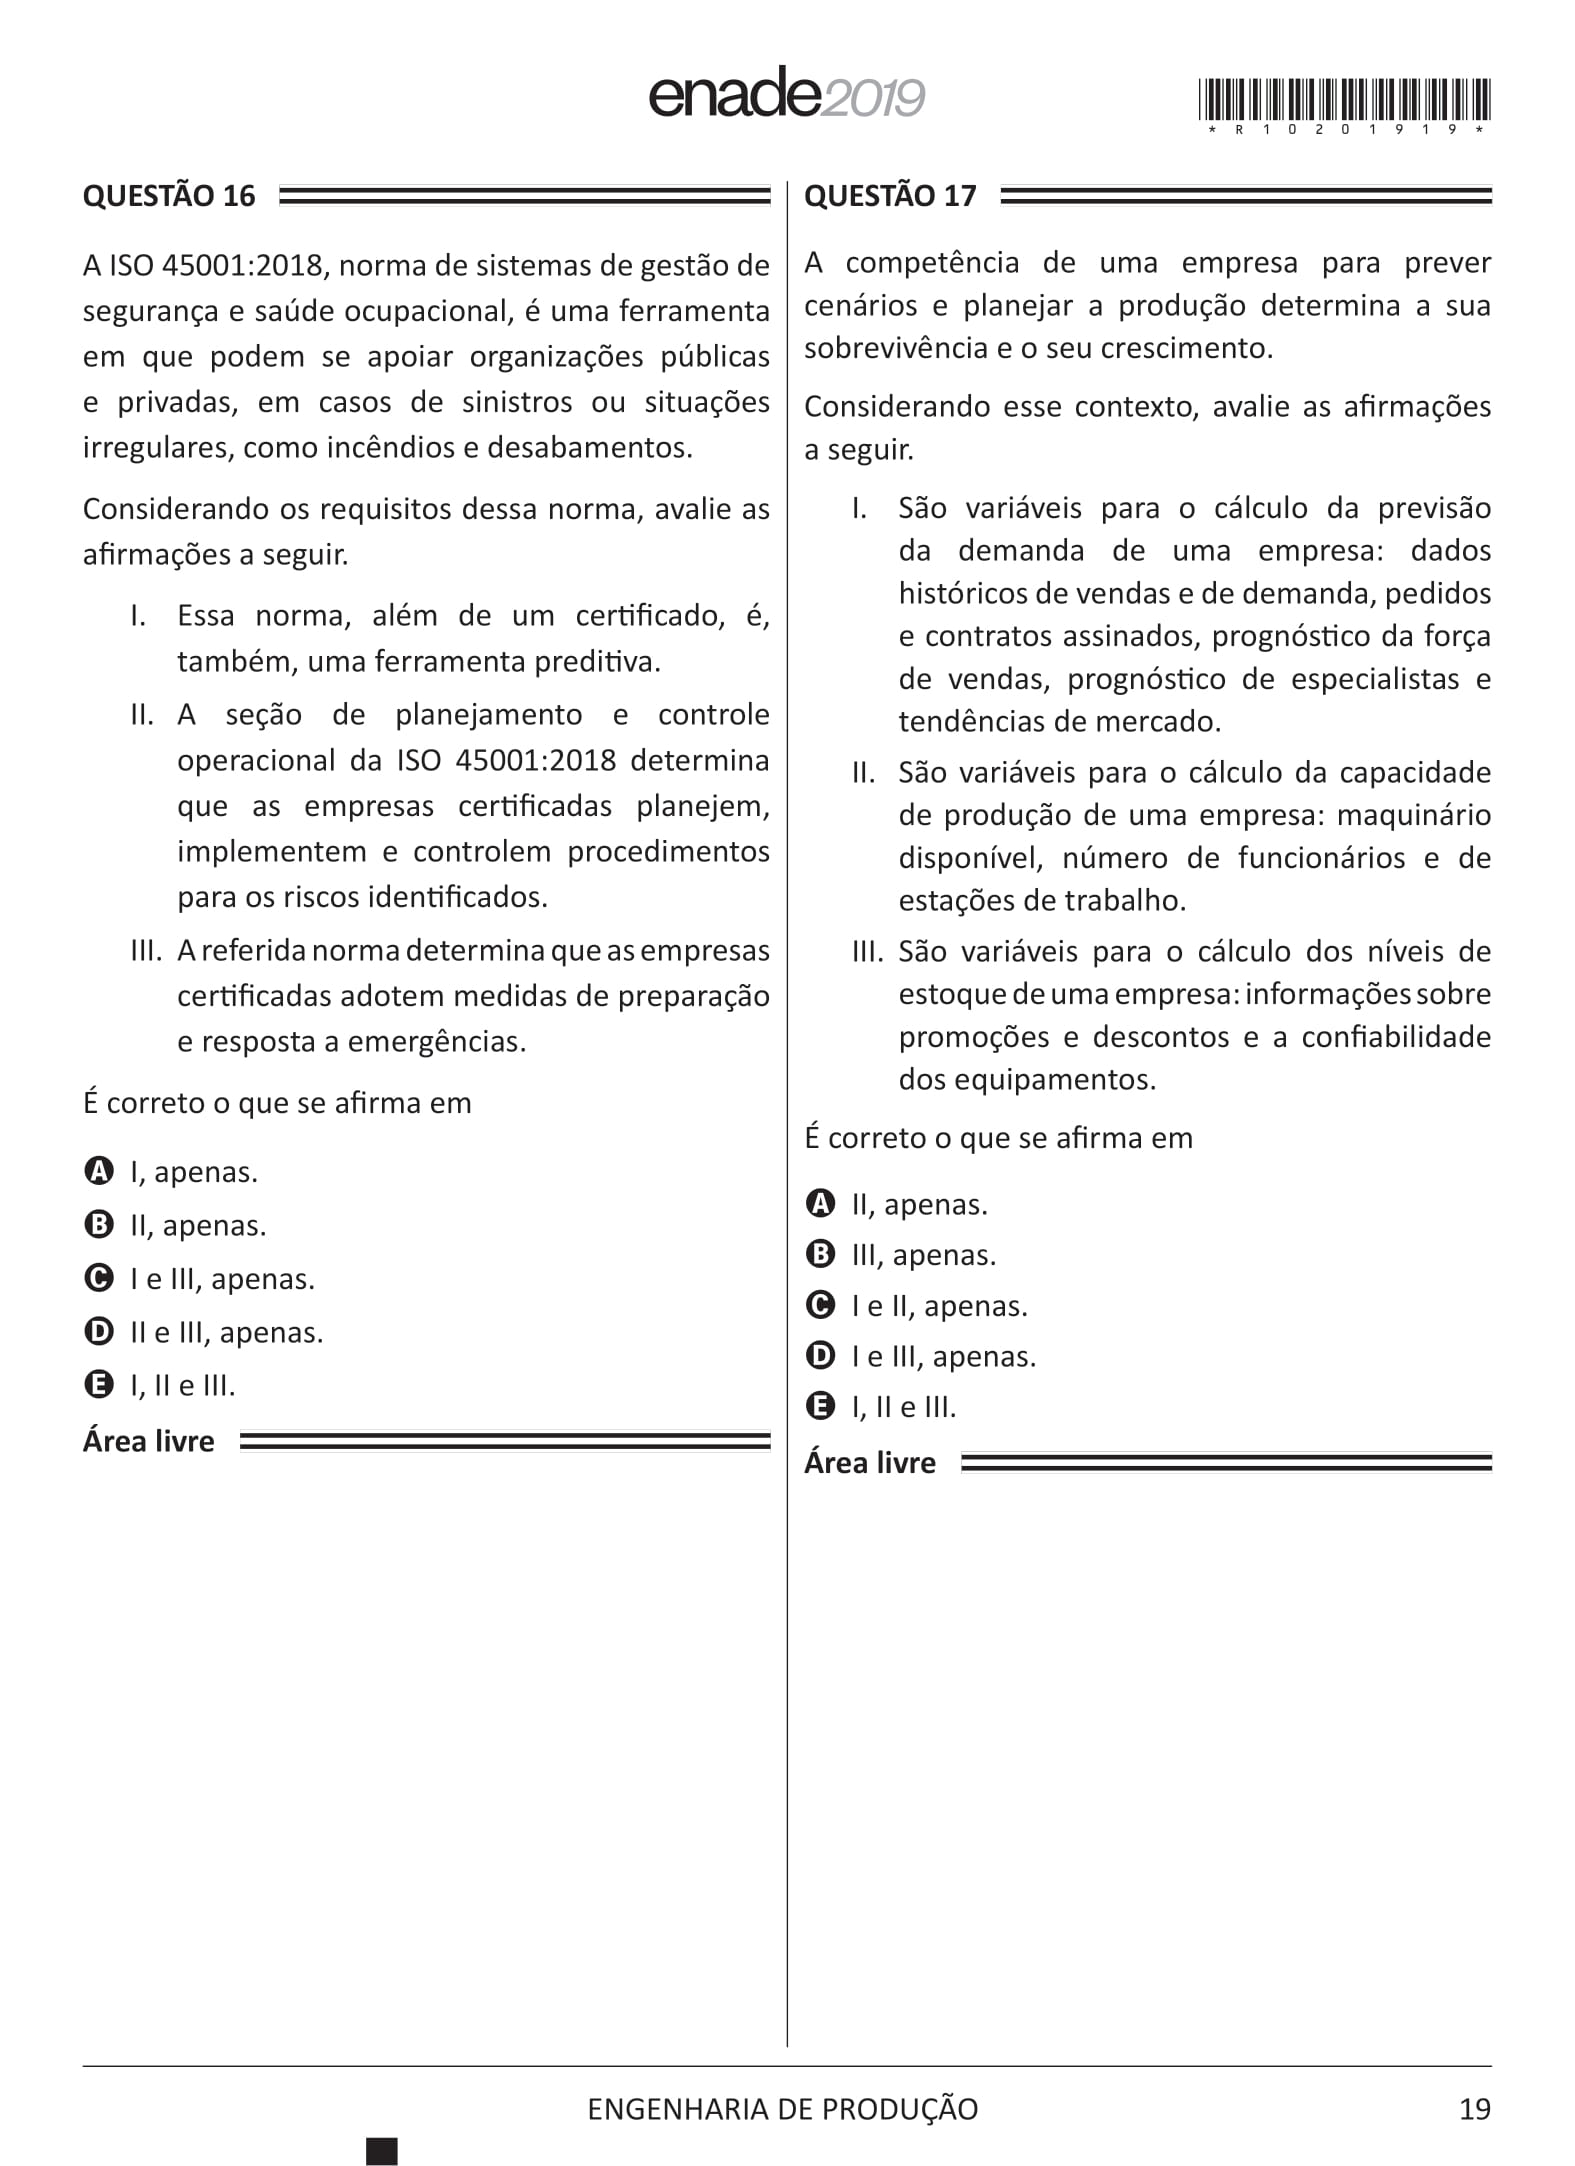 enade2019
*R10201919*
QUESTÃO 16
A ISO 45001:2018, norma de sistemas de gestão de
segurança e saúde ocupacional, é uma ferramenta
em que podem se apoiar organizações públicas
e privadas, em casos de sinistros ou situações
irregulares, como incêndios e desabamentos.
Considerando os requisitos dessa norma, avalie as
afirmações a seguir.
I. Essa norma, além de um certificado, é,
também, uma ferramenta preditiva.
II. A seção de planejamento e controle
operacional da ISO 45001:2018 determina
que as empresas certificadas planejem,
implementem e controlem procedimentos
para os riscos identificados.
III. A referida norma determina que as empresas
certificadas adotem medidas de preparação
e resposta a emergências.
É correto o que se afirma em
A I, apenas.
B II, apenas.
C I e III, apenas.
D II e III, apenas.
E I, II e III.
Área livre
QUESTÃO 17
A competência de uma empresa para prever
cenários e planejar a produção determina a sua
sobrevivência e o seu crescimento.
Considerando esse contexto, avalie as afirmações
a seguir.
I. São variáveis para o cálculo da previsão
da demanda de uma empresa: dados
históricos de vendas e de demanda, pedidos
e contratos assinados, prognóstico da força
de vendas, prognóstico de especialistas e
tendências de mercado.
II. São variáveis para o cálculo da capacidade
de produção de uma empresa: maquinário
disponível, número de funcionários e de
estações de trabalho.
III. São variáveis para o cálculo dos níveis de
estoque de uma empresa: informações sobre
promoções e descontos e a confiabilidade
dos equipamentos.
É correto o que se afirma em
A II, apenas.
B III, apenas.
C I e II, apenas.
D I e III, apenas.
E I, II e III.
Área livre
ENGENHARIA DE PRODUÇÃO
19